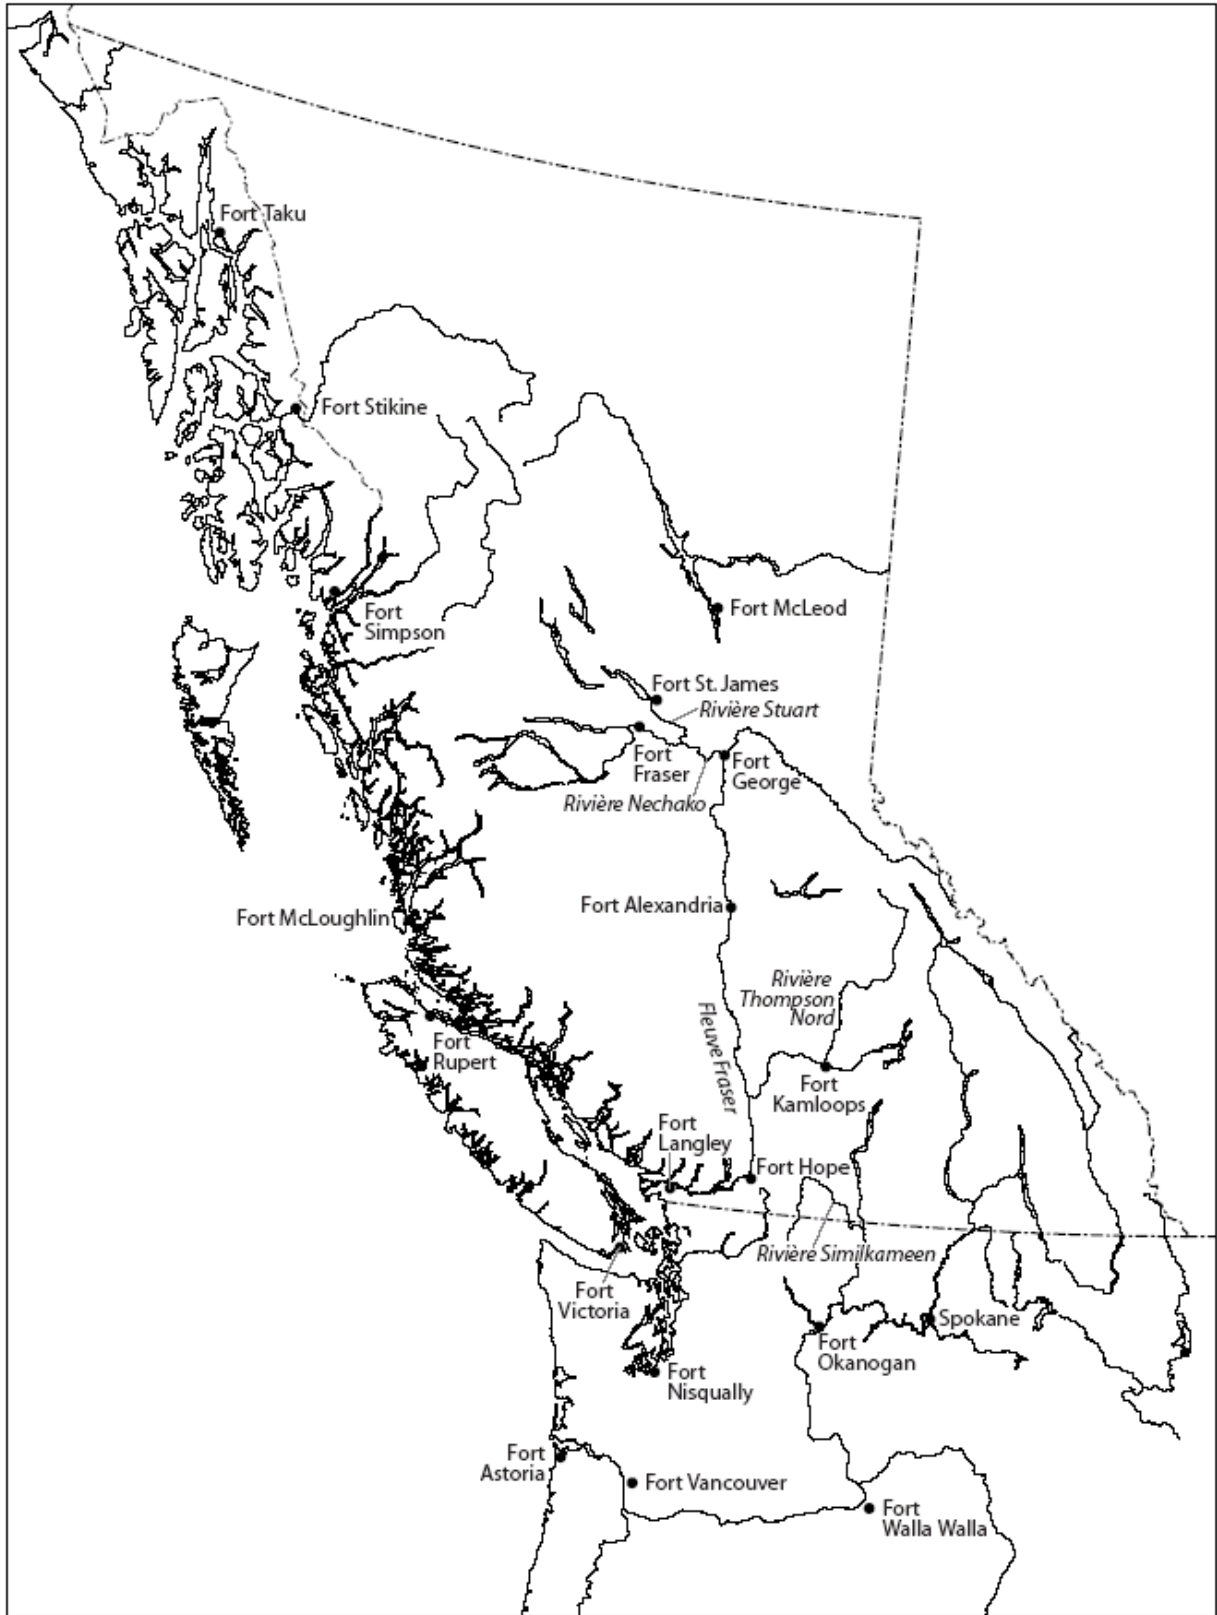 Fort Taku
Fort Stikine
Fort McLeod
Fort
Simpson
Fort St. James
Rivière Stuart
Fort
Fraser
Fort
George
Rivière Nechako
Fort Alexandria
Fort McLoughlin
Rivière
Thompson
Nord
Fleuve Fraser
Fort
Rupert
Fort
Kamloops
Fort
Langley
Fort Hope
Rivière Similkameen
Fort
Victoria
Spokane
Fort
Okanogan
Fort
Nisqually
Fort
Astoria
Fort Vancouver
Fort
Walla Walla